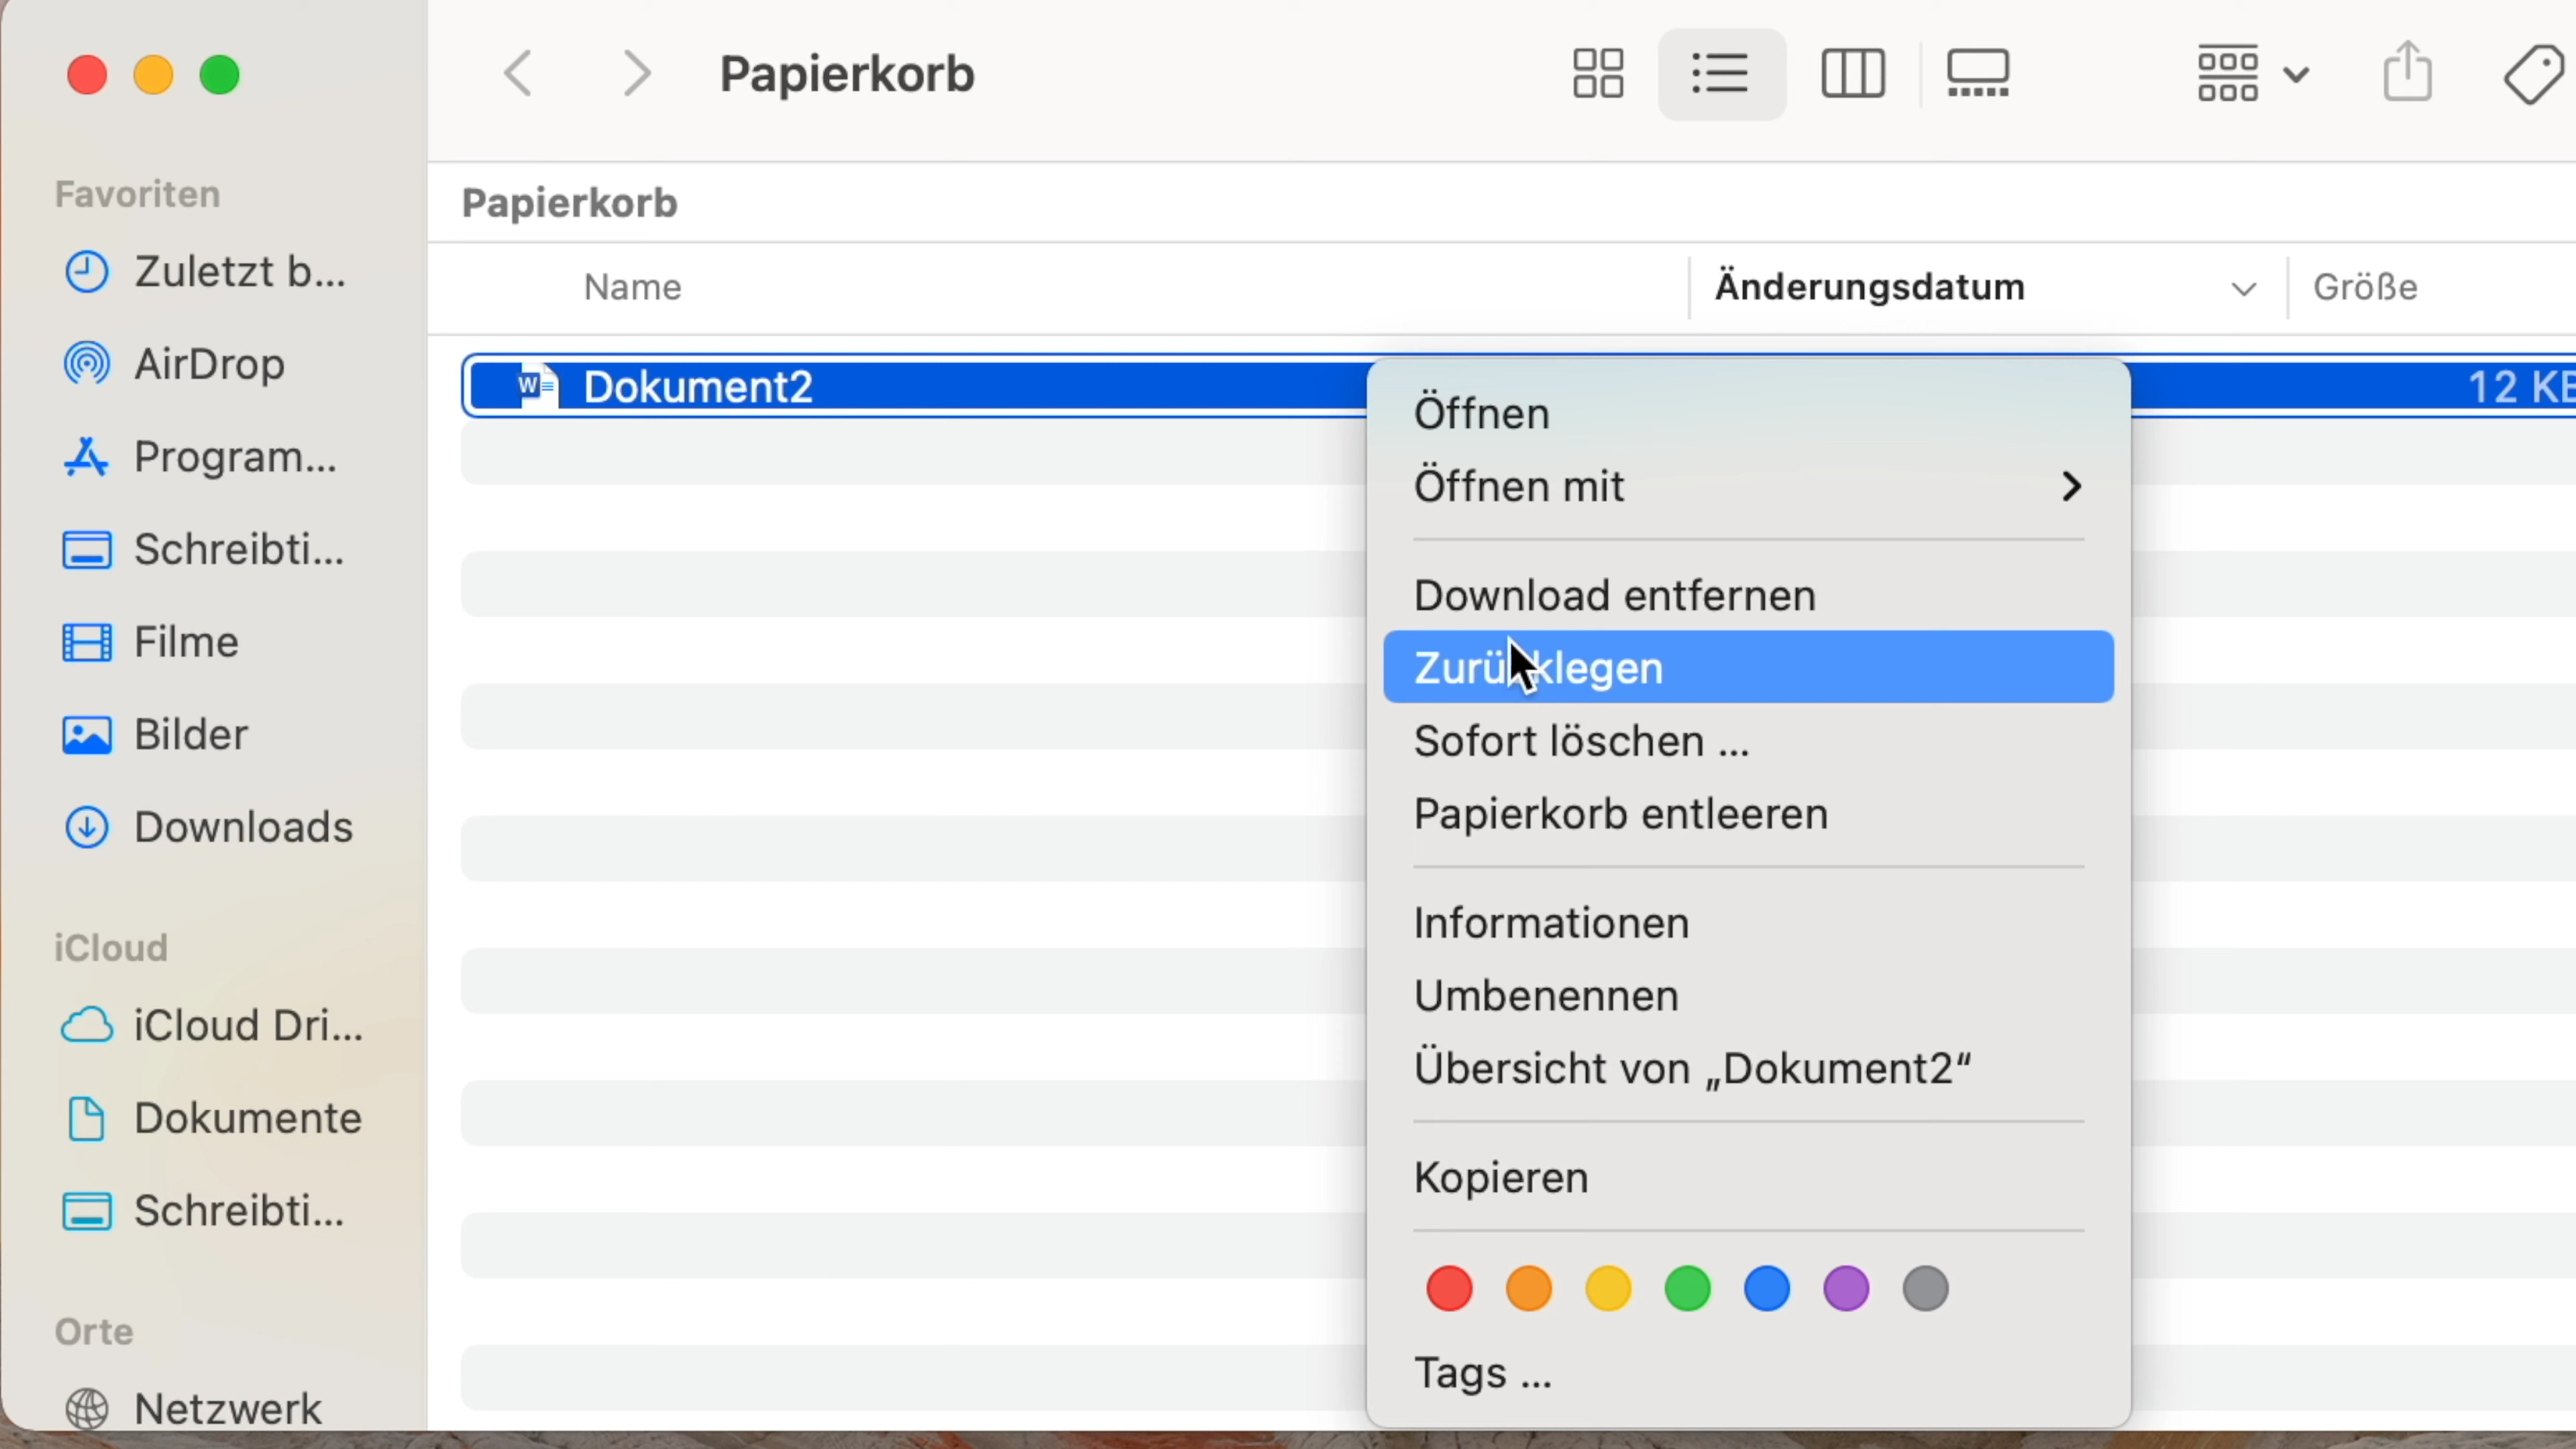 Papierkorb
Favoriten
Zuletzt b...
AirDrop
Program...
Schreibti...
Filme
Bilder
Downloads
iCloud
iCloud Dri...
Dokumente
Schreibti...
Orte
Netzwerk
Papierkorb
Name
Änderungsdatum
Größe
W
Dokument2
12 KB
Öffnen
Öffnen mit
Download entfernen
Zurücklegen
Sofort löschen ...
Papierkorb entleeren
Informationen
Umbenennen
Übersicht von „Dokument2“
Kopieren
Tags ...